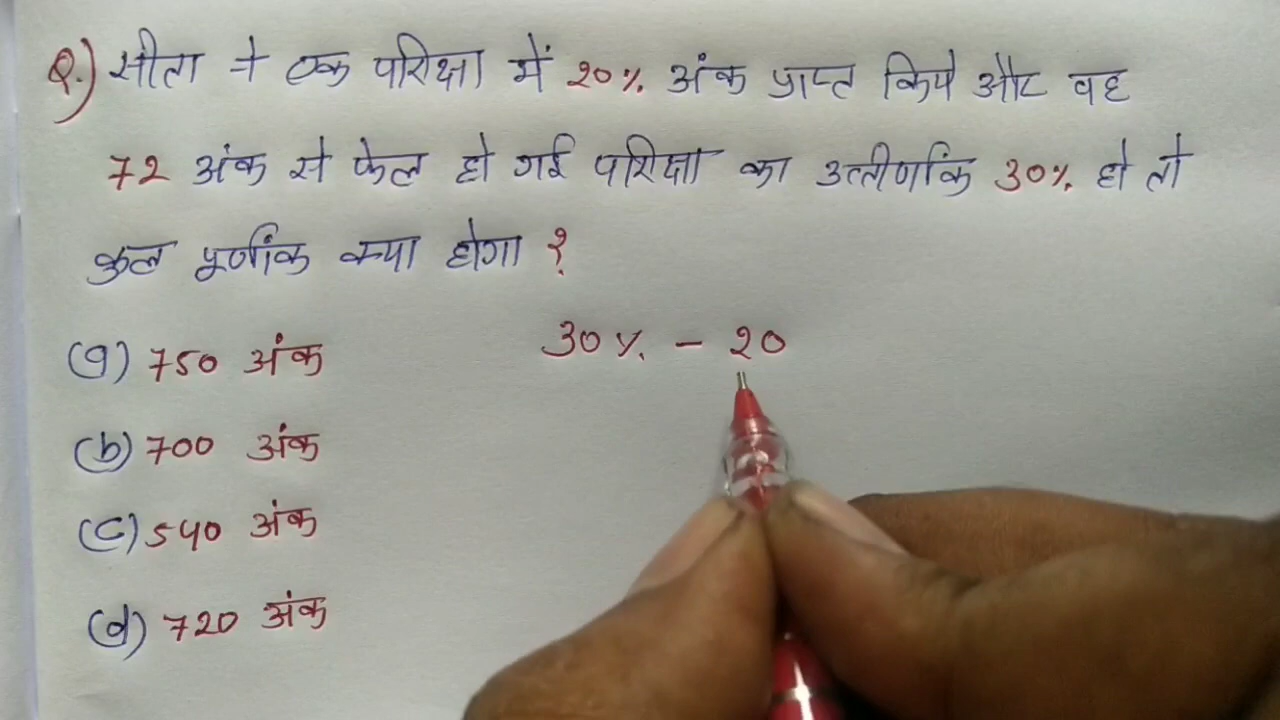 Q.) सीता ने एक परिक्षा में 20% अंक प्राप्त किये और वह
72 अंक से फेल हो गई परिक्षा का उत्तीर्णांक 30% हो तो
कुल पूर्णांक क्या होगा ?
(a) 750 अंक
30% - 20
(b) 700 अंक
(c) 540 अंक
(d) 720 अंक